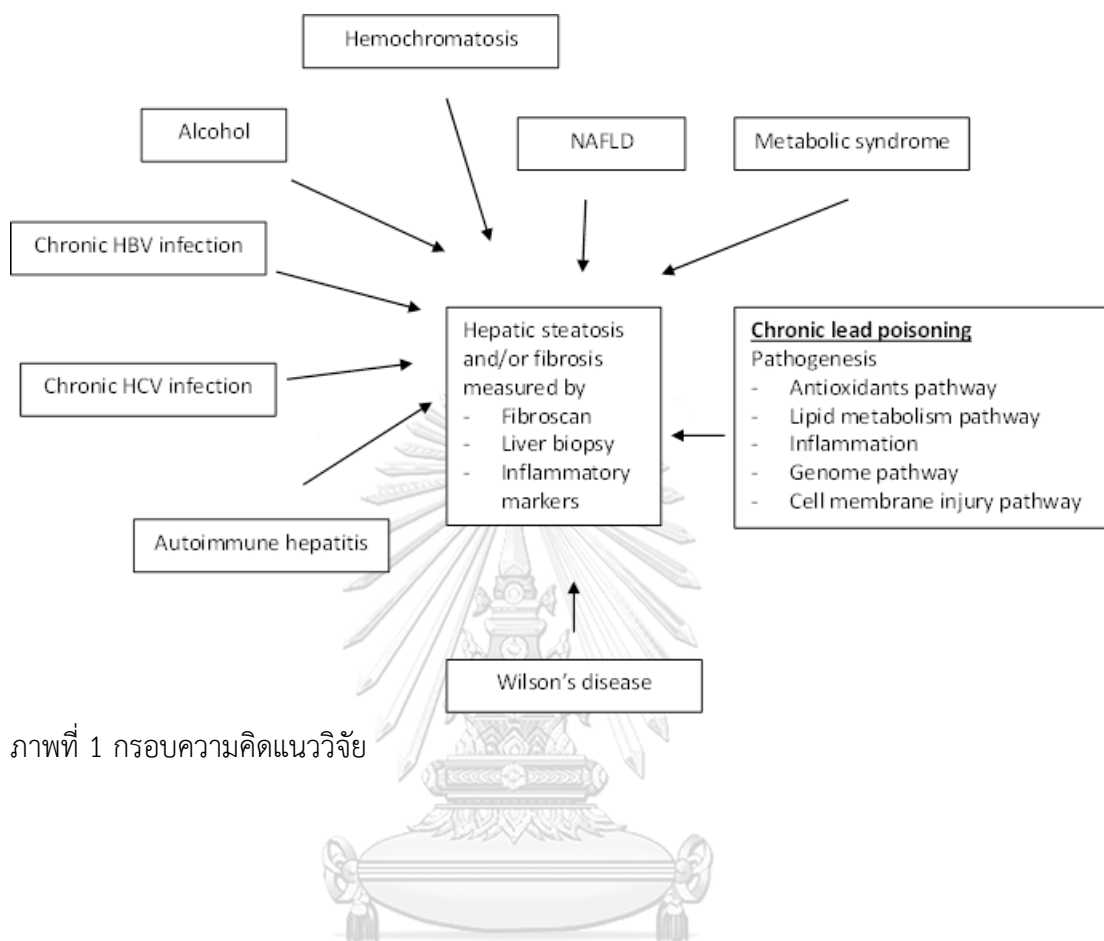 Hemochromatosis
Alcohol
NAFLD
Metabolic syndrome
Chronic HBV infection
Chronic HCV infection
Autoimmune hepatitis
Hepatic steatosis
and/or fibrosis
measured by
- Fibroscan
- Liver biopsy
- Inflammatory
markers
Chronic lead poisoning
Pathogenesis
- Antioxidants pathway
- Lipid metabolism pathway
- Inflammation
- Genome pathway
- Cell membrane injury pathway
Wilson’s disease
ภาพที่ 1 กรอบความคิดแนววิจัย